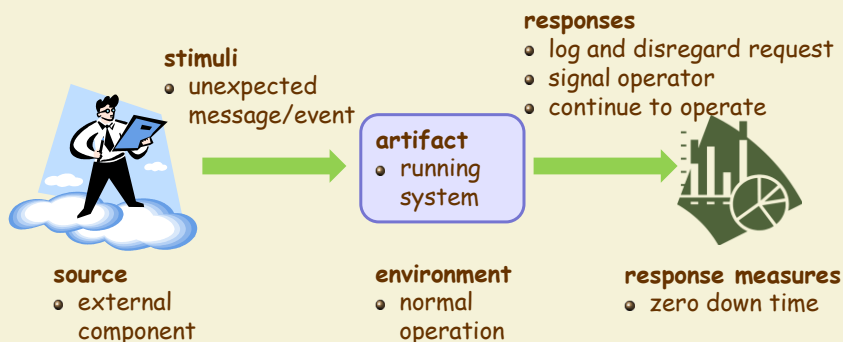 stimuli
unexpected
message/event
responses
log and disregard request
signal operator
continue to operate
artifact
running
system
source
external
component
environment
normal
operation
response measures
zero down time